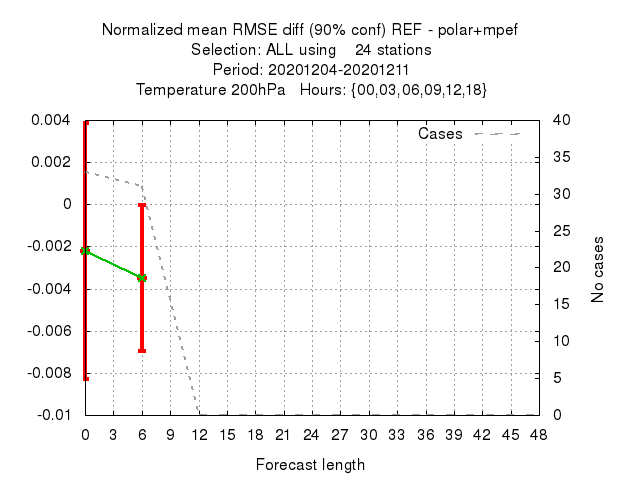 Normalized mean RMSE diff (90% conf) REF - polar+mpef
Selection: ALL using    24 stations
Period: 20201204-20201211
Temperature 200hPa   Hours: {00,03,06,09,12,18}
Cases
0.004
0.002
0
-0.002
-0.004
-0.006
-0.008
-0.01
40
35
30
25
20
15
10
5
0
No cases
0 3 6 9 12 15 18 21 24 27 30 33 36 39 42 45 48
Forecast length